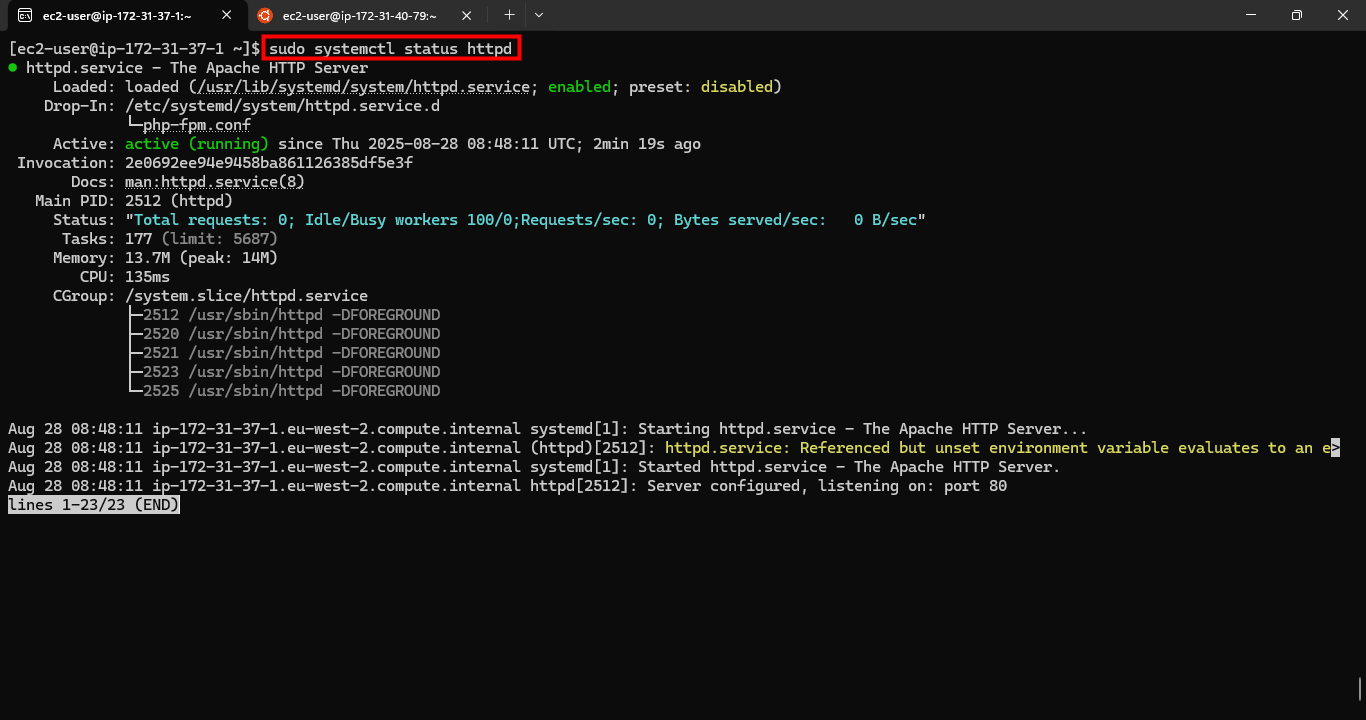 ec2-user@ip-172-31-37-1:~
ec2-user@ip-172-31-40-79:~
[ec2-user@ip-172-31-37-1 ~]$ sudo systemctl status httpd
● httpd.service - The Apache HTTP Server
Loaded: loaded (/usr/lib/systemd/system/httpd.service; enabled; preset: disabled)
Drop-In: /etc/systemd/system/httpd.service.d
└─php-fpm.conf
Active: active (running) since Thu 2025-08-28 08:48:11 UTC; 2min 19s ago
Invocation: 2e0692ee94e9458ba861126385df5e3f
Docs: man:httpd.service(8)
Main PID: 2512 (httpd)
Status: "Total requests: 0; Idle/Busy workers 100/0;Requests/sec: 0; Bytes served/sec:   0 B/sec"
Tasks: 177 (limit: 5687)
Memory: 13.7M (peak: 14M)
CPU: 135ms
CGroup: /system.slice/httpd.service
├─2512 /usr/sbin/httpd -DFOREGROUND
├─2520 /usr/sbin/httpd -DFOREGROUND
├─2521 /usr/sbin/httpd -DFOREGROUND
├─2523 /usr/sbin/httpd -DFOREGROUND
└─2525 /usr/sbin/httpd -DFOREGROUND
Aug 28 08:48:11 ip-172-31-37-1.eu-west-2.compute.internal systemd[1]: Starting httpd.service - The Apache HTTP Server...
Aug 28 08:48:11 ip-172-31-37-1.eu-west-2.compute.internal (httpd)[2512]: httpd.service: Referenced but unset environment variable evaluates to an e>
Aug 28 08:48:11 ip-172-31-37-1.eu-west-2.compute.internal systemd[1]: Started httpd.service - The Apache HTTP Server.
Aug 28 08:48:11 ip-172-31-37-1.eu-west-2.compute.internal httpd[2512]: Server configured, listening on: port 80
lines 1-23/23 (END)